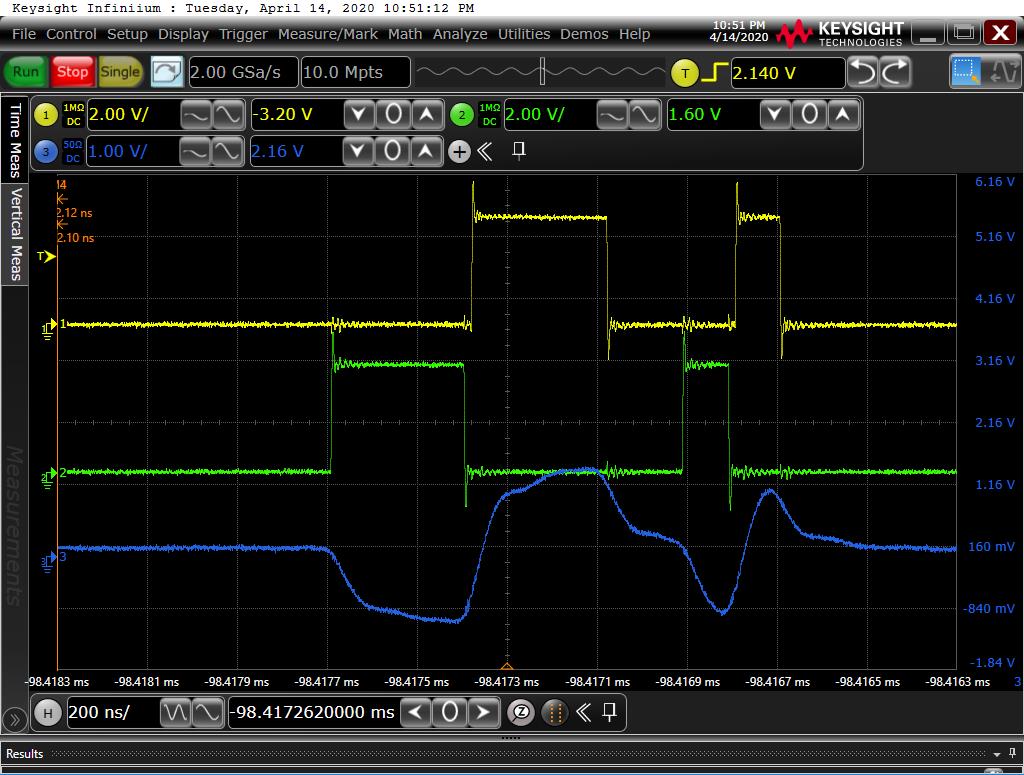 Keysight Infiniium : Tuesday, April 14, 2020 10:51:12 PM
File Control Setup Display Trigger Measure/Mark Math Analyze Utilities Demos Help
10:51 PM
4/14/2020
KEYSIGHT
TECHNOLOGIES
Run Stop Single 2.00 GSa/s 10.0 Mpts T 2.140 V
1 1MΩ DC 2.00 V/ -3.20 V 0 2 1MΩ DC 2.00 V/ 1.60 V 0
3 50Ω DC 1.00 V/ 2.16 V 0
Time Meas
Vertical Meas
Measurements
2.12 ns
2.10 ns
T
1 1
2 2
3 3
6.16 V
5.16 V
4.16 V
3.16 V
2.16 V
1.16 V
160 mV
-840 mV
-1.84 V
-98.4183 ms -98.4181 ms -98.4179 ms -98.4177 ms -98.4175 ms -98.4173 ms -98.4171 ms -98.4169 ms -98.4167 ms -98.4165 ms -98.4163 ms 3
H 200 ns/ -98.4172620000 ms 0 Z
Results